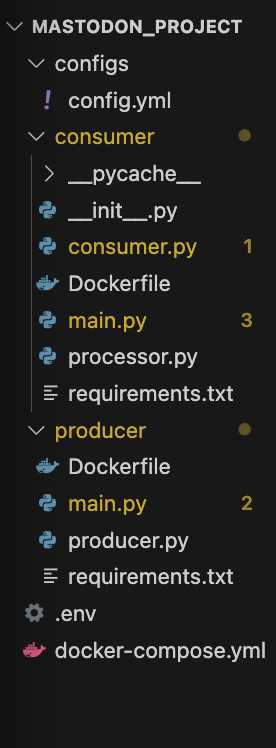 MASTODON_PROJECT
configs
! config.yml
consumer
__pycache__
__init__.py
consumer.py 1
Dockerfile
main.py 3
processor.py
requirements.txt
producer
Dockerfile
main.py 2
producer.py
requirements.txt
.env
docker-compose.yml